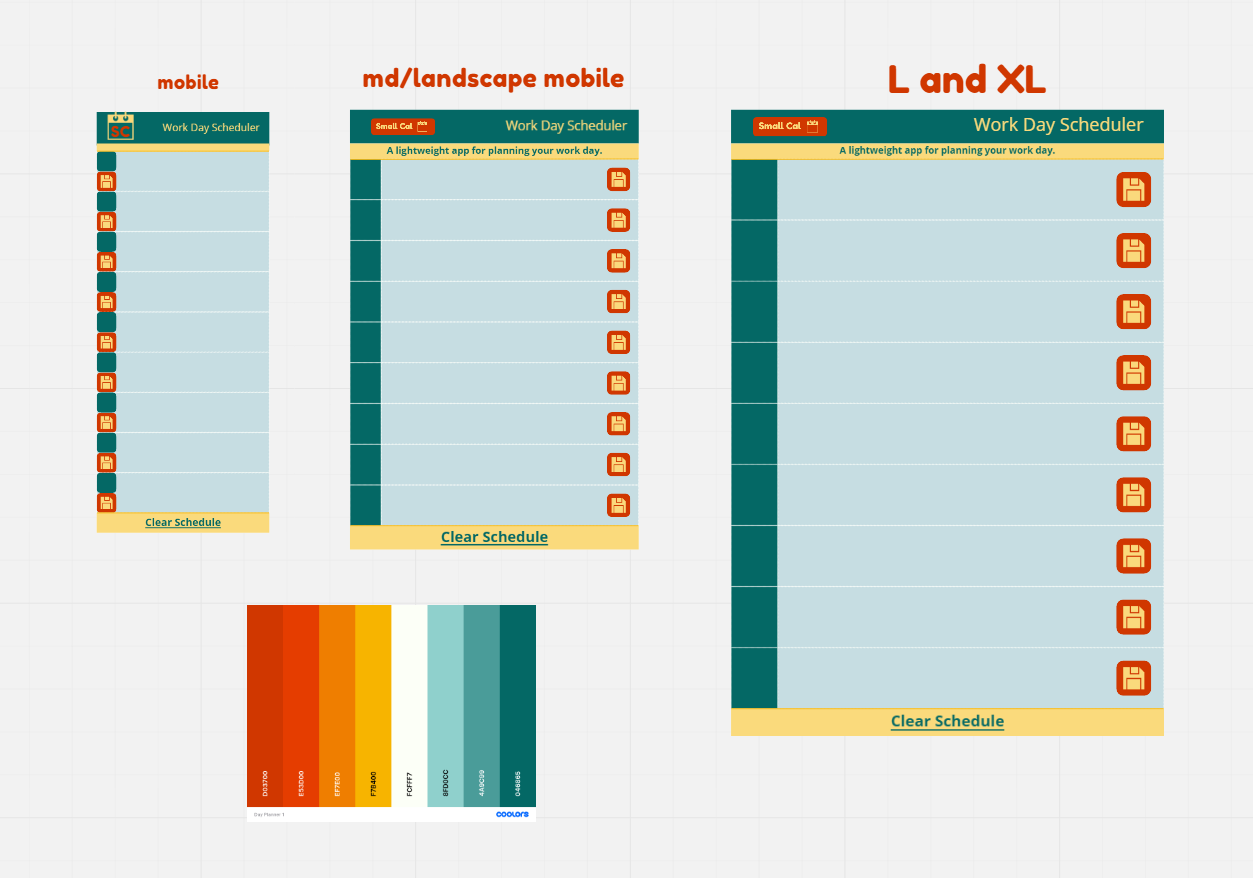 mobile
md/landscape mobile
L and XL
SC
Work Day Scheduler
Clear Schedule
Small Cal
Work Day Scheduler
A lightweight app for planning your work day.
Clear Schedule
Small Cal
Work Day Scheduler
A lightweight app for planning your work day.
Clear Schedule
D03700
E53D00
EF7E00
F7B400
FCFFF7
8FD0CC
4A9C99
046865
Day Planner 1
coolors